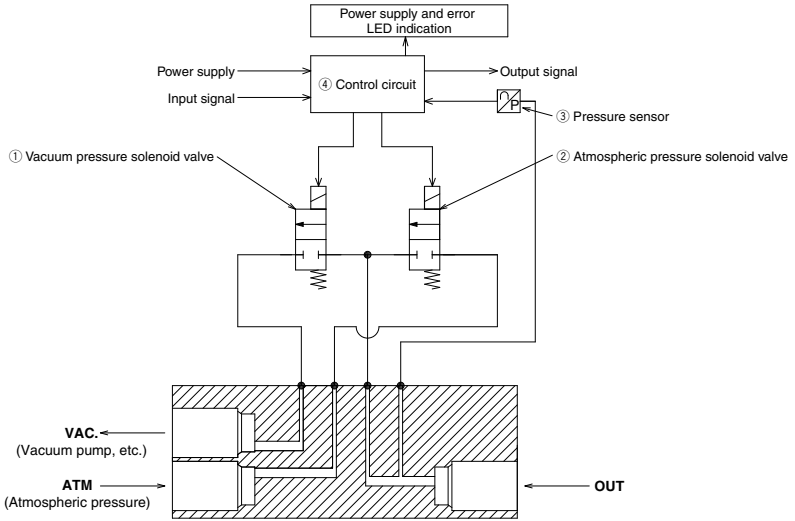 Power supply and error
LED indication
Power supply
④ Control circuit
Output signal
Input signal
P
③ Pressure sensor
① Vacuum pressure solenoid valve
② Atmospheric pressure solenoid valve
VAC.
(Vacuum pump, etc.)
ATM
(Atmospheric pressure)
OUT